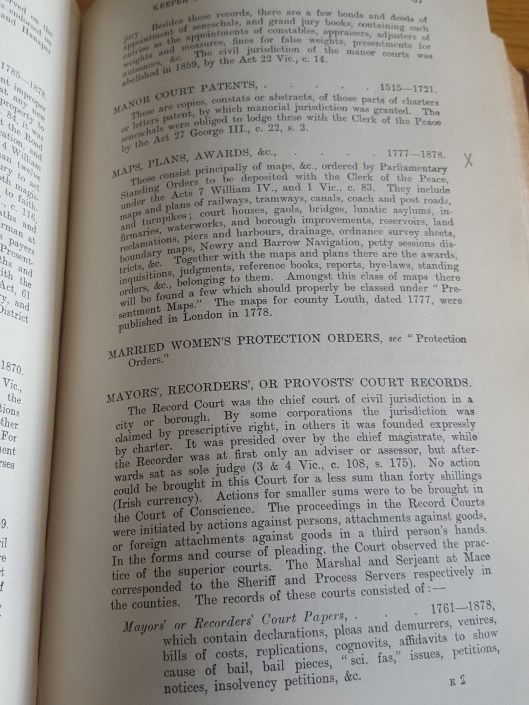 KEEPER
jury. Besides these records, there are a few bonds and deeds of
appointment of seneschals, and grand jury books, containing such
entries as the appointments of constables, appraisers, adjusters of
weights and measures, fines for false weights, presentments for
nuisances, &c. The civil jurisdiction of the manor courts was
abolished in 1859, by the Act 22 Vic., c. 14.
MANOR COURT PATENTS, . . . . 1515—1721.
These are copies, constats or abstracts, of those parts of charters
or letters patent, by which manorial jurisdiction was granted. The
seneschals were obliged to lodge these with the Clerk of the Peace
by the Act 27 George III., c. 22, s. 2.
MAPS, PLANS, AWARDS, &c., . . . . 1777—1878.
These consist principally of maps, &c., ordered by Parliamentary
Standing Orders to be deposited with the Clerk of the Peace,
under the Acts 7 William IV., and 1 Vic., c. 83. They include
maps and plans of railways, tramways, canals, coach and post roads,
and turnpikes; court houses, gaols, bridges, lunatic asylums, in-
firmaries, waterworks, and borough improvements, reservoirs, land
reclamations, piers and harbours, drainage, ordnance survey sheets,
boundary maps, Newry and Barrow Navigation, petty sessions dis-
tricts, &c. Together with the maps and plans there are the awards,
inquisitions, judgments, reference books, reports, bye-laws, standing
orders, &c., belonging to them. Amongst this class of maps there
will be found a few which should properly be classed under "Pre-
sentment Maps." The maps for county Louth, dated 1777, were
published in London in 1778.
MARRIED WOMEN'S PROTECTION ORDERS, see "Protection
Orders."
MAYORS', RECORDERS', OR PROVOSTS' COURT RECORDS.
The Record Court was the chief court of civil jurisdiction in a
city or borough. By some corporations the jurisdiction was
claimed by prescriptive right, in others it was founded expressly
by charter. It was presided over by the chief magistrate, while
the Recorder was at first only an adviser or assessor, but after-
wards sat as sole judge (3 & 4 Vic., c. 108, s. 175). No action
could be brought in this Court for a less sum than forty shillings
(Irish currency). Actions for smaller sums were to be brought in
the Court of Conscience. The proceedings in the Record Courts
were initiated by actions against persons, attachments against goods,
or foreign attachments against goods in a third person's hands.
In the forms and course of pleading, the Court observed the prac-
tice of the superior courts. The Marshal and Serjeant at Mace
corresponded to the Sheriff and Process Servers respectively in
the counties. The records of these courts consisted of:—
Mayors' or Recorders' Court Papers, . . . 1761—1878,
which contain declarations, pleas and demurrers, venires,
bills of costs, replications, cognovits, affidavits to show
cause of bail, bail pieces, "sci. fas," issues, petitions,
notices, insolvency petitions, &c.
E 2